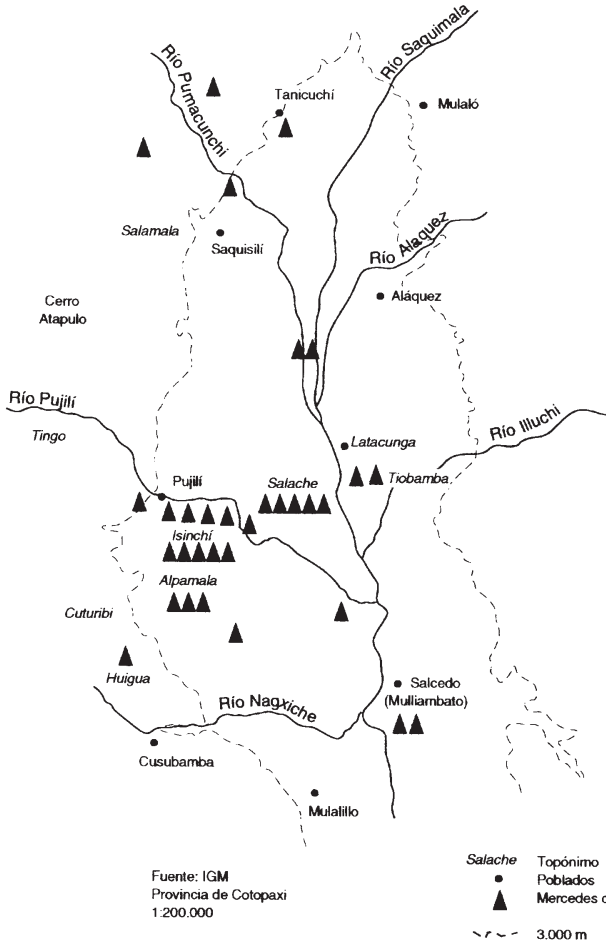 Río Saquimala
Río Pumacunchi
Tanicuchí
Mulaló
Salamala
Saquisilí
Río Alaquez
Aláquez
Cerro
Atapulo
Río Pujilí
Tingo
Río Illuchi
Latacunga
Pujilí
Salache
Tiobamba
Isinchí
Alpamala
Cuturibi
Huigua
Salcedo
(Mulliambato)
Río Nagxiche
Cusubamba
Mulalillo
Fuente: IGM
Provincia de Cotopaxi
1:200.000
Salache Topónimo
Poblados
Mercedes
3.000 m